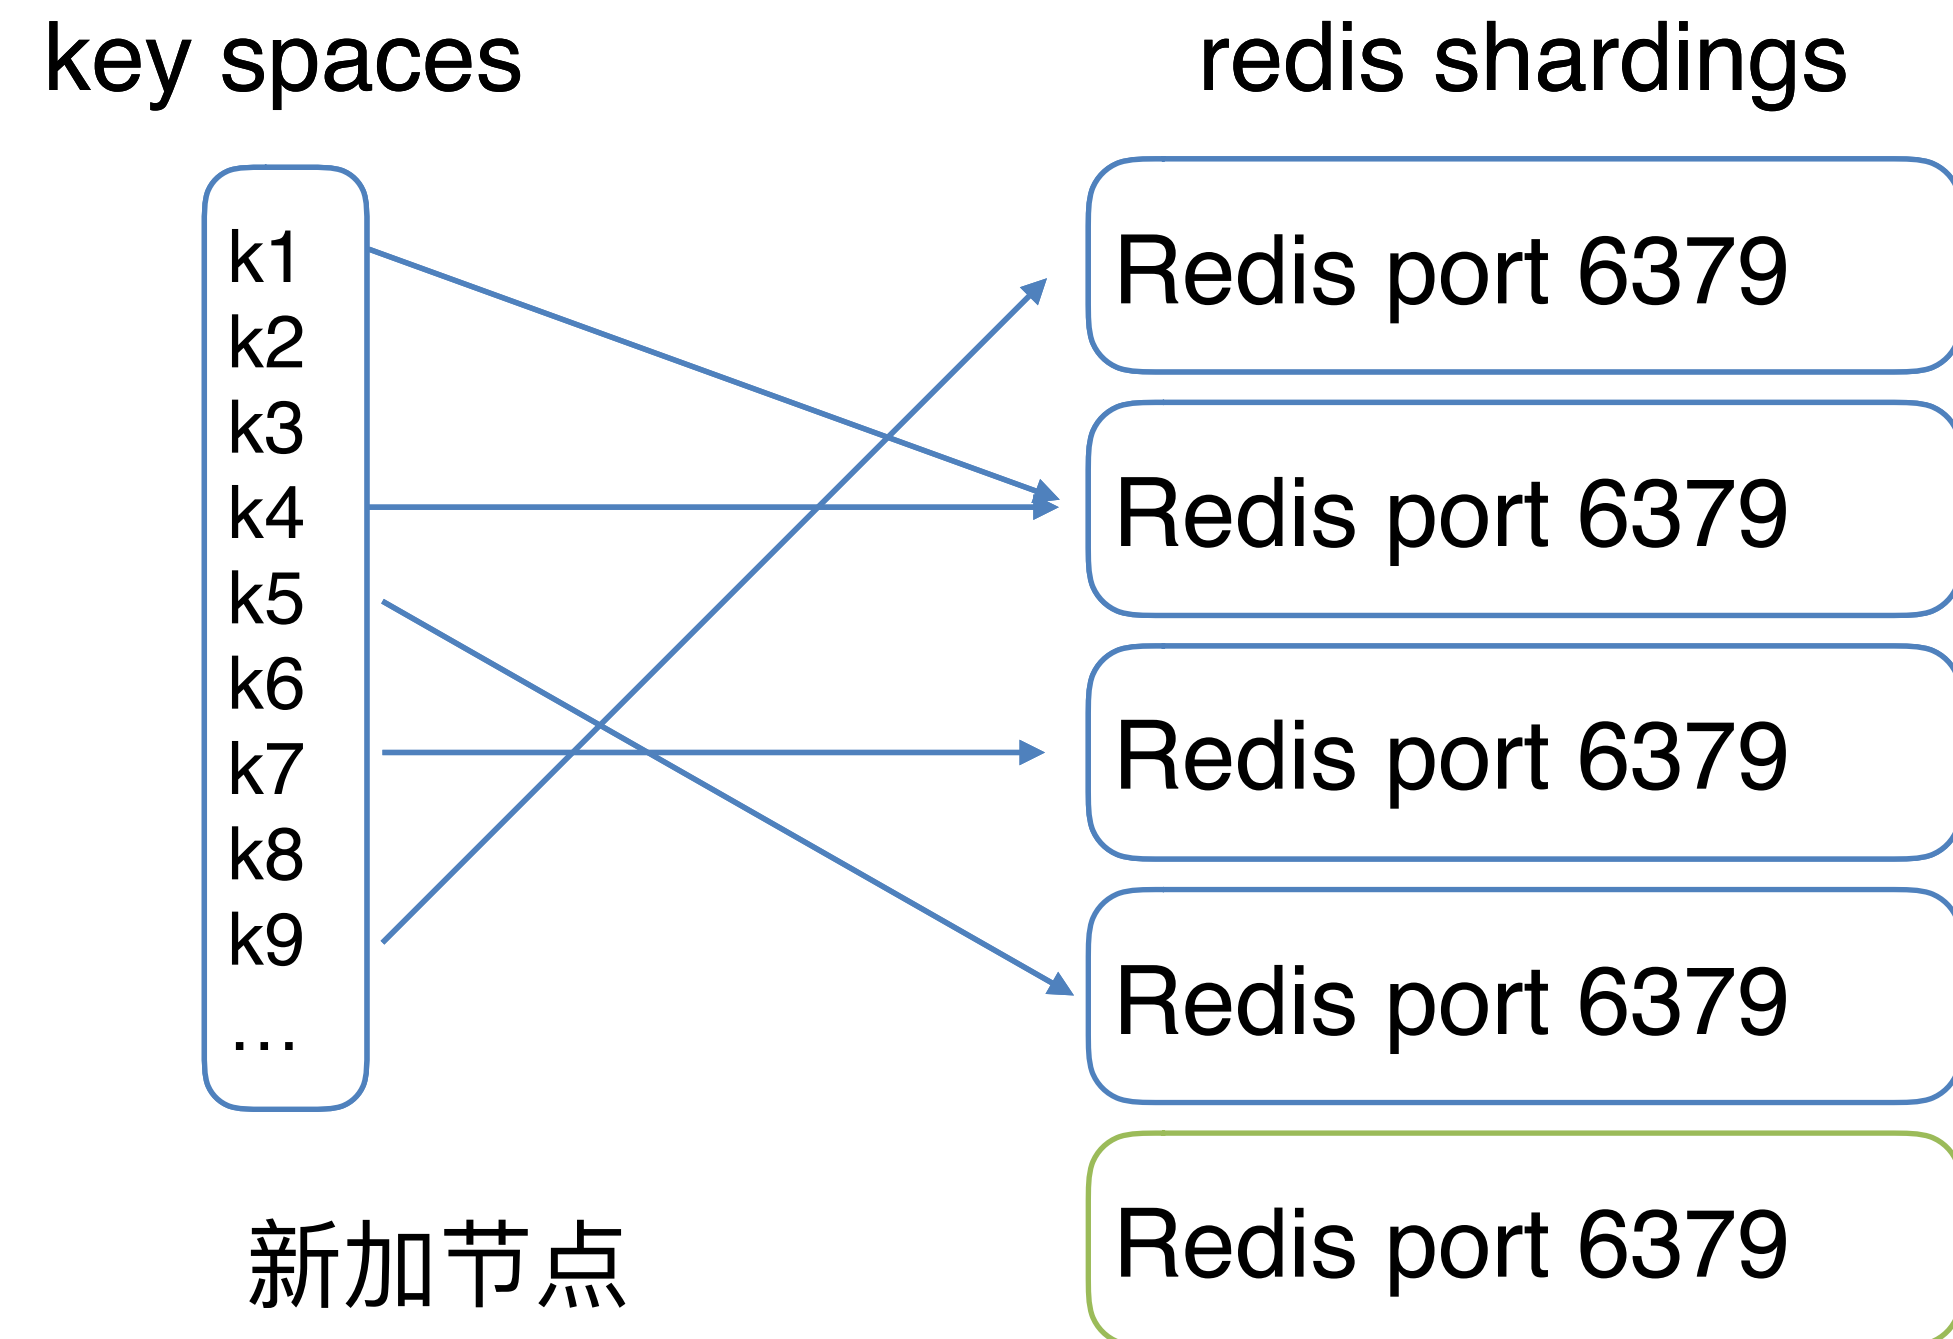 key spaces
redis shardings
k1
k2
k3
k4
k5
k6
k7
k8
k9
…
Redis port 6379
Redis port 6379
Redis port 6379
Redis port 6379
新加节点
Redis port 6379